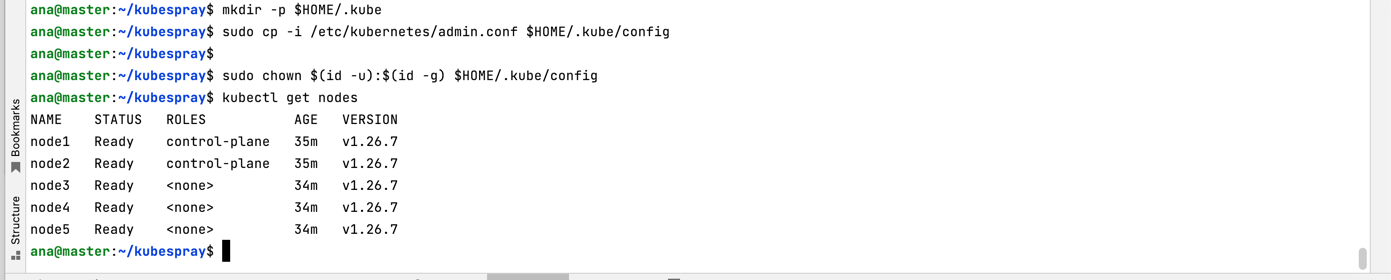 ana@master:~/kubespray$ mkdir -p $HOME/.kube
ana@master:~/kubespray$ sudo cp -i /etc/kubernetes/admin.conf $HOME/.kube/config
ana@master:~/kubespray$
ana@master:~/kubespray$ sudo chown $(id -u):$(id -g) $HOME/.kube/config
ana@master:~/kubespray$ kubectl get nodes
NAME    STATUS   ROLES           AGE   VERSION
node1   Ready    control-plane   35m   v1.26.7
node2   Ready    control-plane   35m   v1.26.7
node3   Ready    <none>          34m   v1.26.7
node4   Ready    <none>          34m   v1.26.7
node5   Ready    <none>          34m   v1.26.7
ana@master:~/kubespray$
Bookmarks
Structure